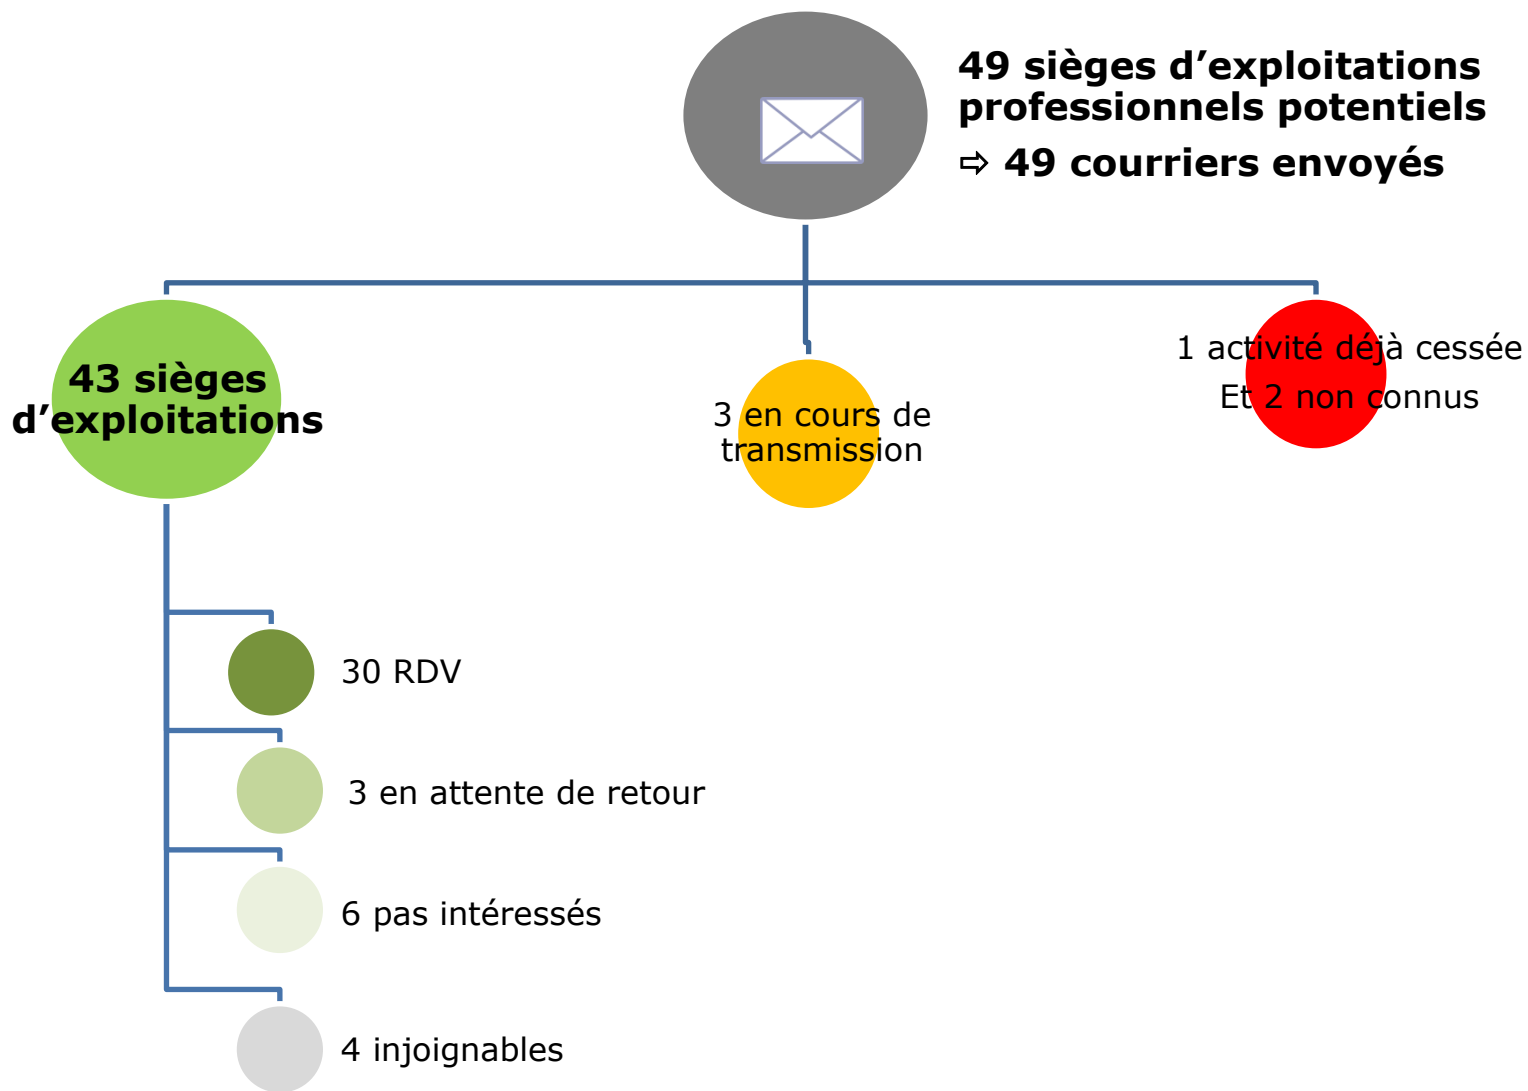 49 sièges d’exploitations
professionnels potentiels
⇨ 49 courriers envoyés
43 sièges
d’exploitations
3 en cours de
transmission
1 activité déjà cessée
Et 2 non connus
30 RDV
3 en attente de retour
6 pas intéressés
4 injoignables